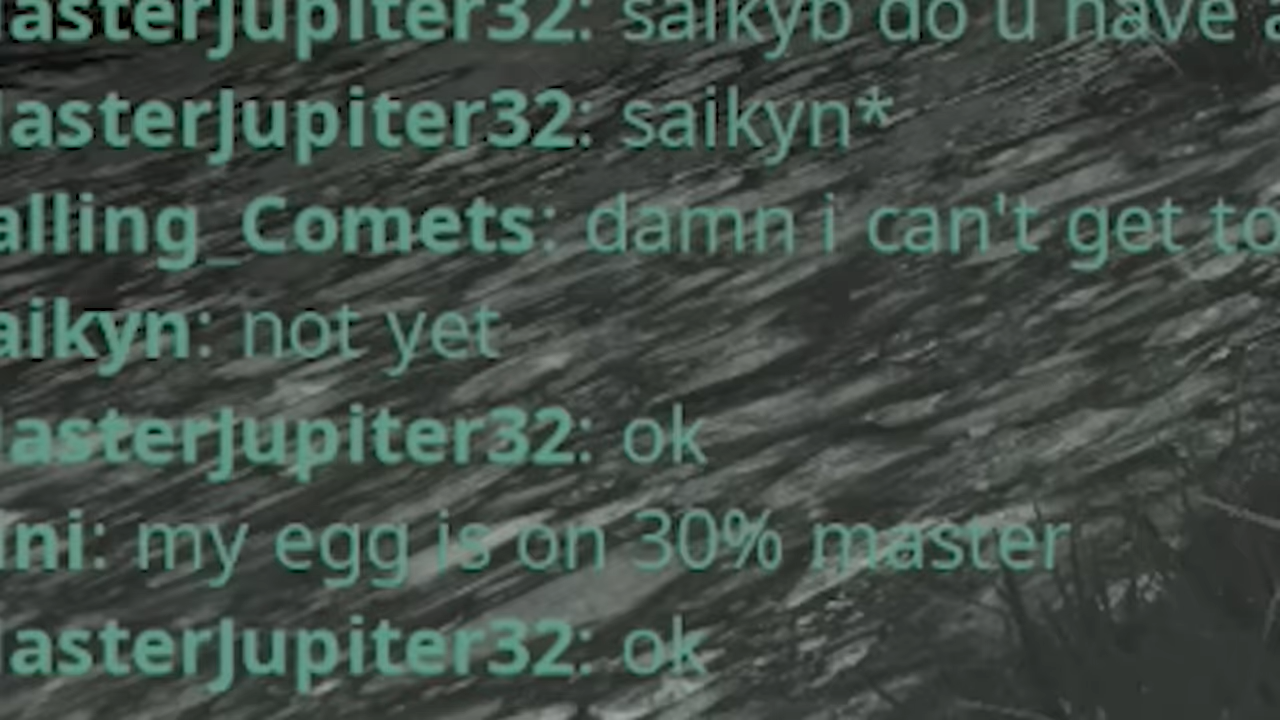 asterJupiter32: saikyb do u have a
asterJupiter32: saikyn*
alling_Comets: damn i can't get to
aikyn: not yet
asterJupiter32: ok
ini: my egg is on 30% master
asterJupiter32: ok